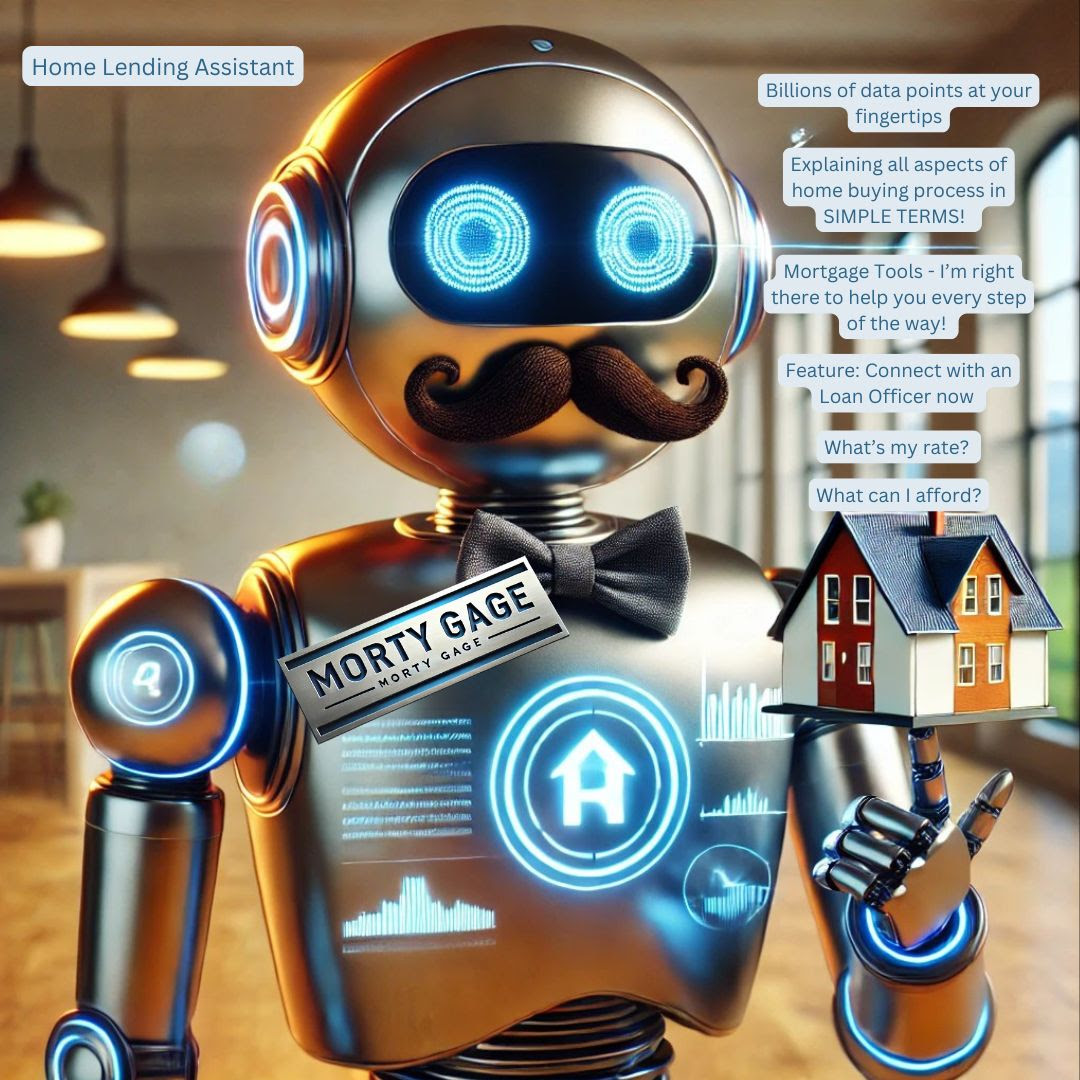 Home Lending Assistant
Billions of data points at your
fingertips
Explaining all aspects of
home buying process in
SIMPLE TERMS!
Mortgage Tools - I’m right
there to help you every step
of the way!
Feature: Connect with an
Loan Officer now
What’s my rate?
What can I afford?
MORTY GAGE
MORTY GAGE